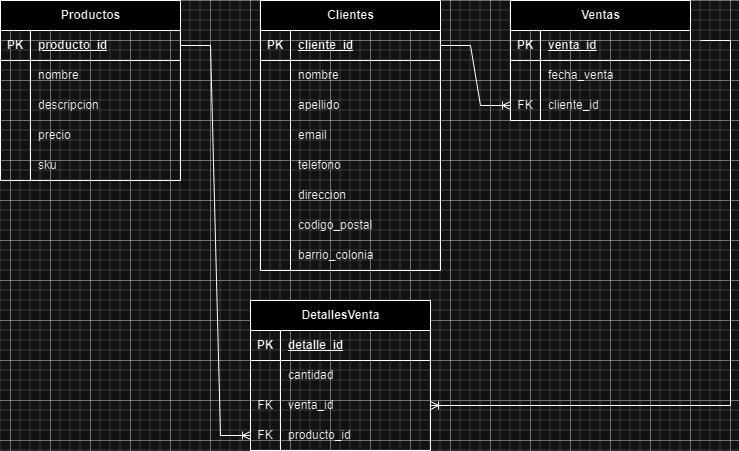 Productos
PK producto_id
nombre
descripcion
precio
sku
Clientes
PK cliente_id
nombre
apellido
email
telefono
direccion
codigo_postal
barrio_colonia
Ventas
PK venta_id
fecha_venta
FK cliente_id
DetallesVenta
PK detalle_id
cantidad
FK venta_id
FK producto_id